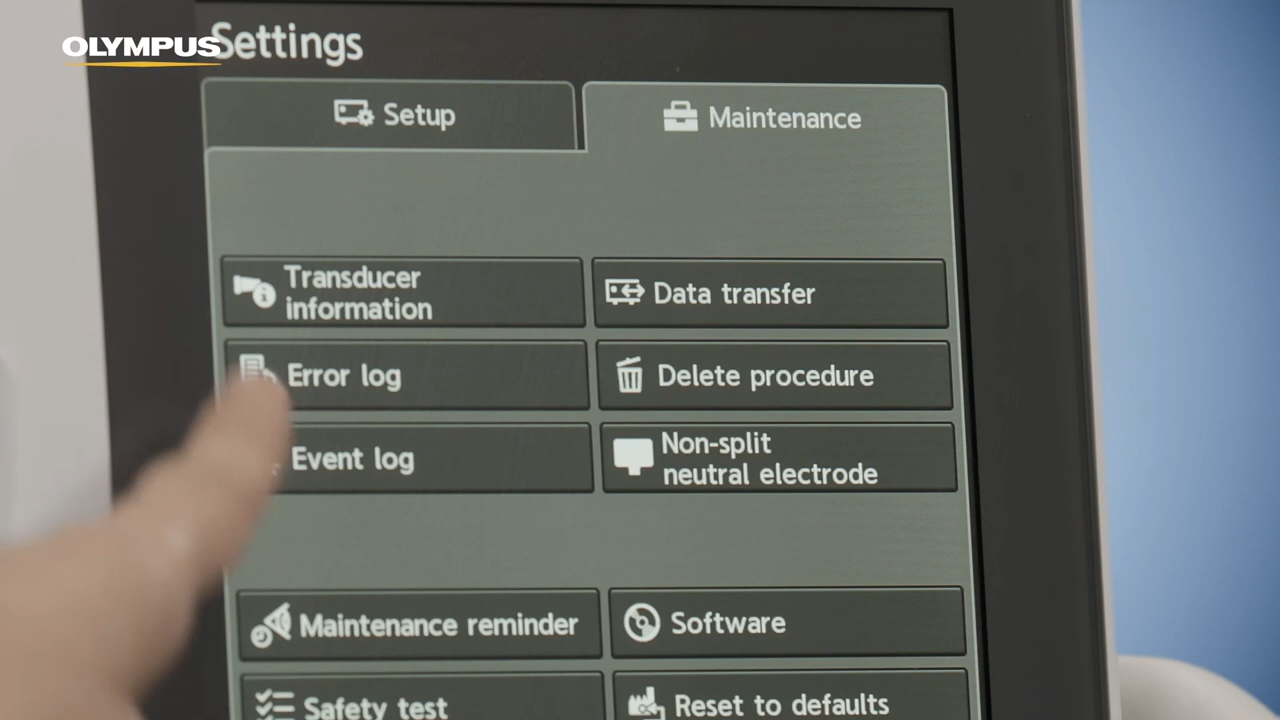 OLYMPUS
Settings
Setup
Maintenance
Transducer
information
Data transfer
Error log
Delete procedure
Event log
Non-split
neutral electrode
Maintenance reminder
Software
Safety test
Reset to defaults